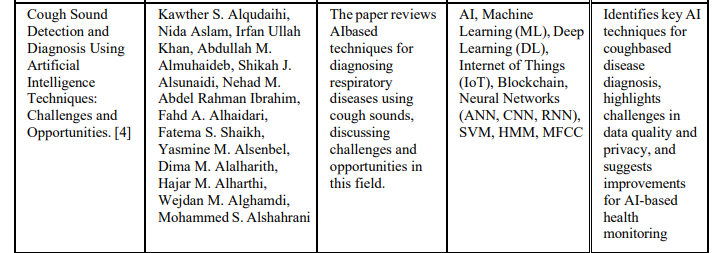 Cough Sound
Detection and
Diagnosis Using
Artificial
Intelligence
Techniques:
Challenges and
Opportunities. [4]
Kawther S. Alqudaihi,
Nida Aslam, Irfan Ullah
Khan, Abdullah M.
Almuhaideb, Shikah J.
Alsunaidi, Nehad M.
Abdel Rahman Ibrahim,
Fahd A. Alhaidari,
Fatema S. Shaikh,
Yasmine M. Alsenbel,
Dima M. Alalharith,
Hajar M. Alharthi,
Wejdan M. Alghamdi,
Mohammed S. Alshahrani
The paper reviews
AIbased
techniques for
diagnosing
respiratory
diseases using
cough sounds,
discussing
challenges and
opportunities in
this field.
AI, Machine
Learning (ML), Deep
Learning (DL),
Internet of Things
(IoT), Blockchain,
Neural Networks
(ANN, CNN, RNN),
SVM, HMM, MFCC
Identifies key AI
techniques for
coughbased
disease
diagnosis,
highlights
challenges in
data quality and
privacy, and
suggests
improvements
for AI-based
health
monitoring